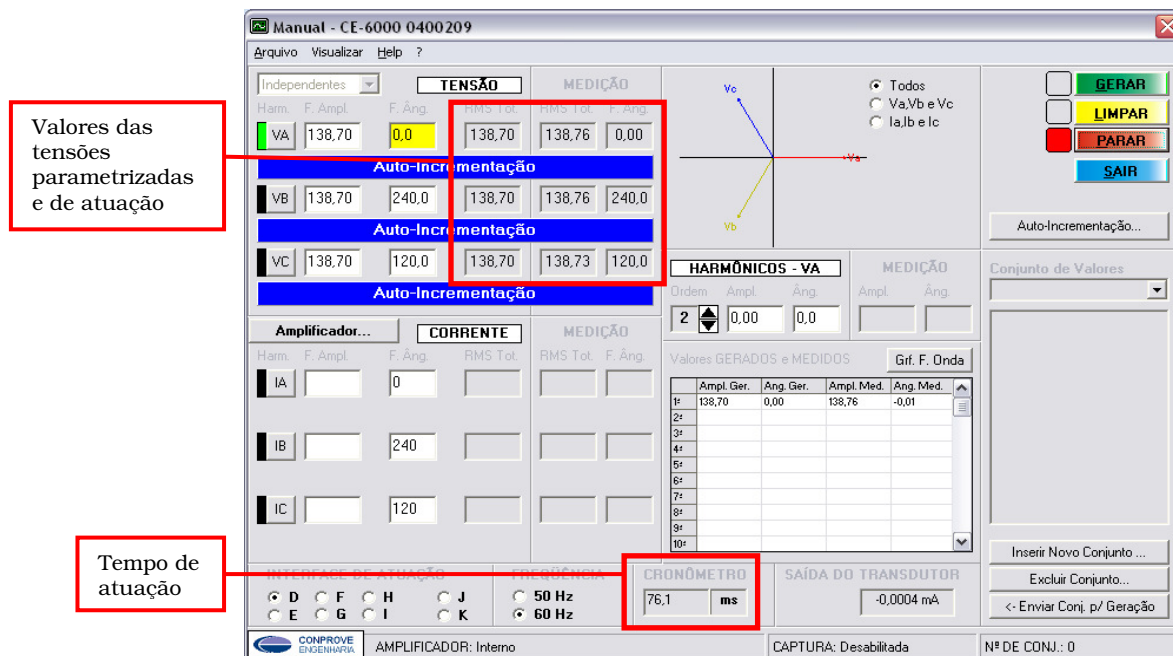 Manual - CE-6000 0400209
Arquivo Visualizar Help ?
Independentes TENSÃO MEDIÇÃO
Harm. F. Ampl. F. Âng. RMS Tot. RMS Tot. F. Âng.
VA 138,70 0,0 138,70 138,76 0,00
Auto-Incrementação
VB 138,70 240,0 138,70 138,76 240,0
Auto-Incrementação
VC 138,70 120,0 138,70 138,73 120,0
Auto-Incrementação
Valores das
tensões
parametrizadas
e de atuação
Vc
Va
Vb
Todos
Va,Vb e Vc
Ia,Ib e Ic
GERAR
LIMPAR
PARAR
SAIR
Auto-Incrementação...
Amplificador... CORRENTE MEDIÇÃO
Harm. F. Ampl. F. Âng. RMS Tot. RMS Tot. F. Âng.
IA 0
IB 240
IC 120
HARMÔNICOS - VA MEDIÇÃO
Ordem Ampl. Âng. Ampl. Âng.
2 0,00 0,0
Valores GERADOS e MEDIDOS Grf. F. Onda
Ampl. Ger. Ang. Ger. Ampl. Med. Ang. Med.
1ª 138,70 0,00 138,76 -0,01
2ª
3ª
4ª
5ª
6ª
7ª
8ª
9ª
10ª
Conjunto de Valores
Inserir Novo Conjunto ...
Excluir Conjunto...
<- Enviar Conj. p/ Geração
Tempo de
atuação
INTERFACE DE ATUAÇÃO
D F H J
E G I K
FREQÜÊNCIA
50 Hz
60 Hz
CRONÔMETRO
76,1 ms
SAÍDA DO TRANSDUTOR
-0,0004 mA
CONPROVE
ENGENHARIA
AMPLIFICADOR: Interno
CAPTURA: Desabilitada
Nª DE CONJ.: 0